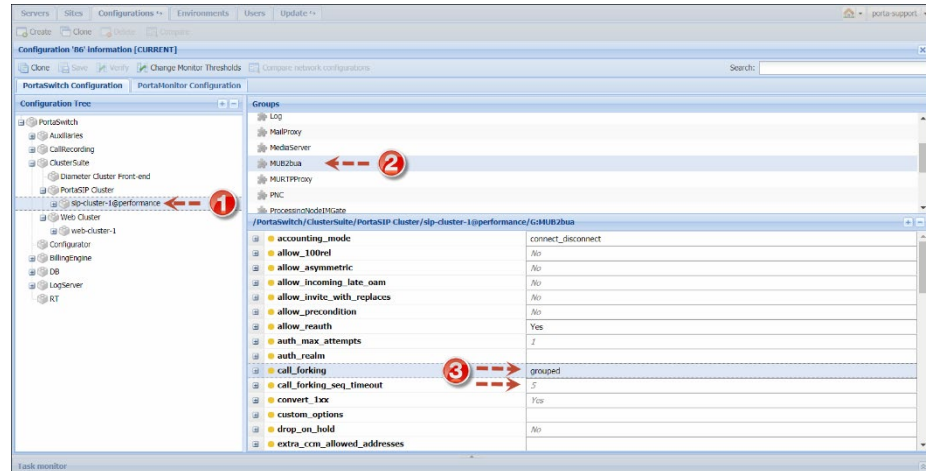 Servers Sites Configurations Environments Users Update porta-support
Create Clone Delete Compare
Configuration '86' information [CURRENT]
Clone Save Verify Change Monitor Thresholds Compare network configurations Search:
PortaSwitch Configuration PortaMonitor Configuration
Configuration Tree
PortaSwitch
Auxiliaries
CallRecording
ClusterSuite
Diameter Cluster Front-end
PortaSIP Cluster
sip-cluster-1@performance 1
Web Cluster
web-cluster-1
Configurator
BillingEngine
DB
LogServer
RT
Groups
Log
MailProxy
MediaServer
MUB2bua 2
MURTPProxy
PNC
ProcessingNodeIMGate
/PortaSwitch/ClusterSuite/PortaSIP Cluster/sip-cluster-1@performance/G:MUB2bua
accounting_mode connect_disconnect
allow_100rel No
allow_asymmetric No
allow_incoming_late_oam No
allow_invite_with_replaces No
allow_precondition No
allow_reauth Yes
auth_max_attempts 1
auth_realm
call_forking 3 grouped
call_forking_seq_timeout 5
convert_1xx Yes
custom_options
drop_on_hold No
extra_ccm_allowed_addresses
Task monitor